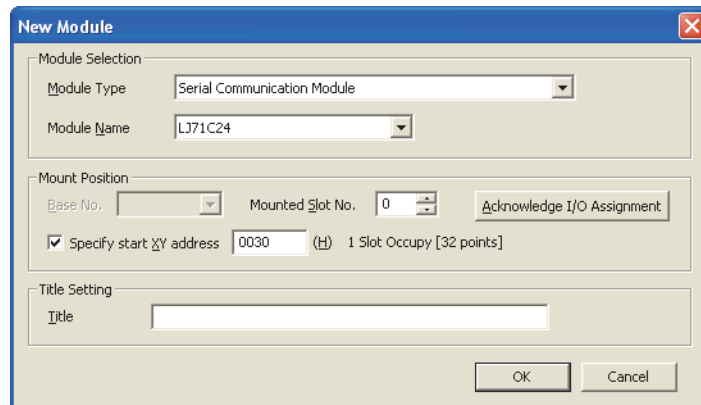 New Module
Module Selection
Module Type Serial Communication Module
Module Name LJ71C24
Mount Position
Base No. Mounted Slot No. 0 Acknowledge I/O Assignment
Specify start XY address 0030 (H) 1 Slot Occupy [32 points]
Title Setting
Title
OK Cancel